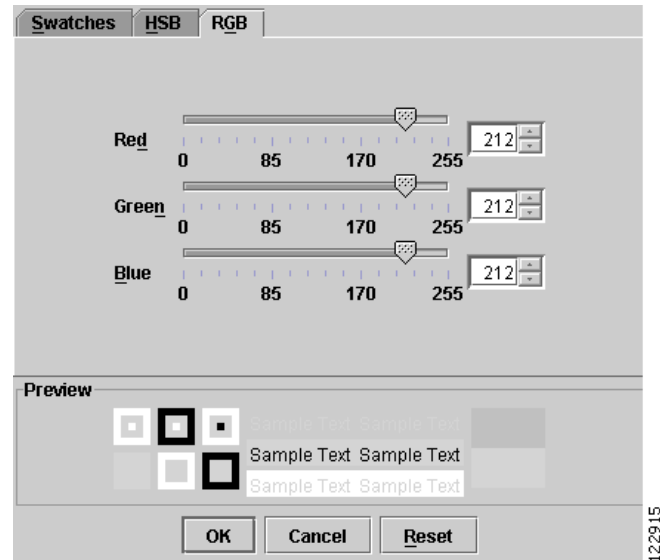 Swatches HSB RGB
Red 212
0 85 170 255
Green 212
0 85 170 255
Blue 212
0 85 170 255
Preview
Sample Text Sample Text
Sample Text Sample Text
Sample Text Sample Text
OK Cancel Reset
122915